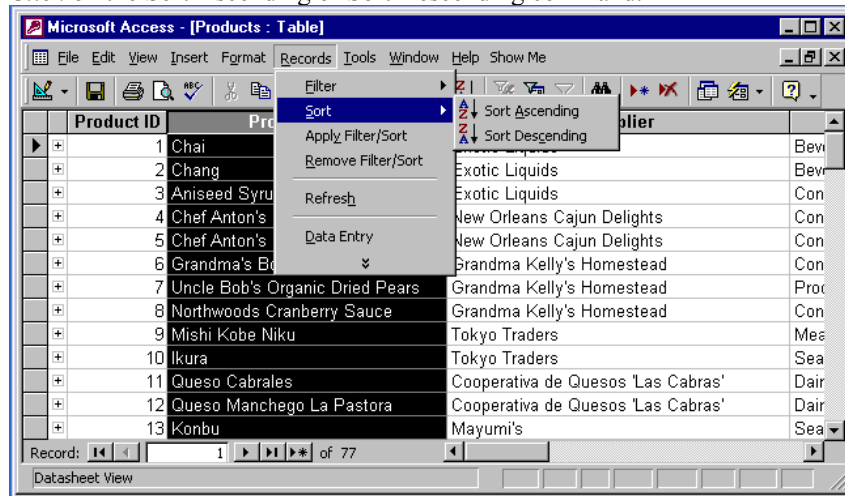 Microsoft Access - [Products : Table]
File Edit View Insert Format Records Tools Window Help Show Me
Filter
Sort
Apply Filter/Sort
Remove Filter/Sort
Refresh
Data Entry
Sort Ascending
Sort Descending
Product ID
1 Chai
2 Chang Exotic Liquids
3 Aniseed Exotic Liquids Con
4 Chef Anton's New Orleans Cajun Delights Con
5 Chef Anton's New Orleans Cajun Delights Con
6 Grandma's Grandma Kelly's Homestead Con
7 Uncle Bob's Organic Dried Pears Grandma Kelly's Homestead
8 Northwoods Cranberry Sauce Grandma Kelly's Homestead Con
9 Mishi Kobe Niku Tokyo Traders Mea
10 Ikura Tokyo Traders Sea
11 Queso Cabrales Cooperativa de Quesos 'Las Cabras' Dair
12 Queso Manchego La Pastora Cooperativa de Quesos 'Las Cabras' Dair
13 Konbu Mayumi's Sea
Record: 1 of 77
Datasheet View